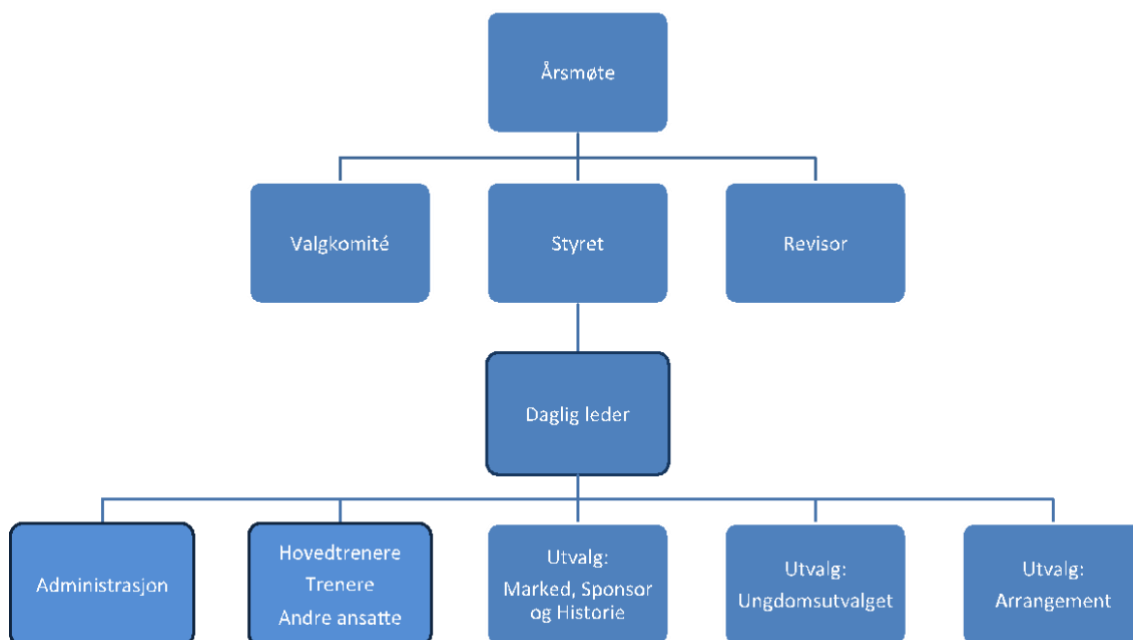 Årsmøte
Valgkomité
Styret
Revisor
Daglig leder
Administrasjon
Hovedtrenere
Trenere
Andre ansatte
Utvalg:
Marked, Sponsor
og Historie
Utvalg:
Ungdomsutvalget
Utvalg:
Arrangement